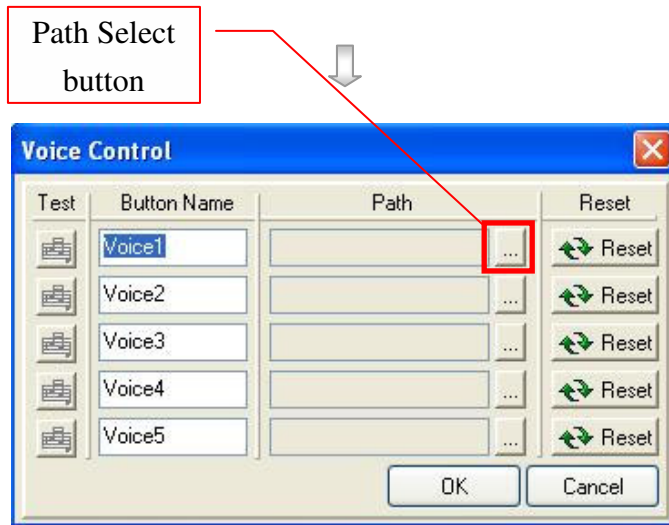 Path Select
button
Voice Control
Test Button Name Path Reset
Voice1 ... Reset
Voice2 ... Reset
Voice3 ... Reset
Voice4 ... Reset
Voice5 ... Reset
OK Cancel